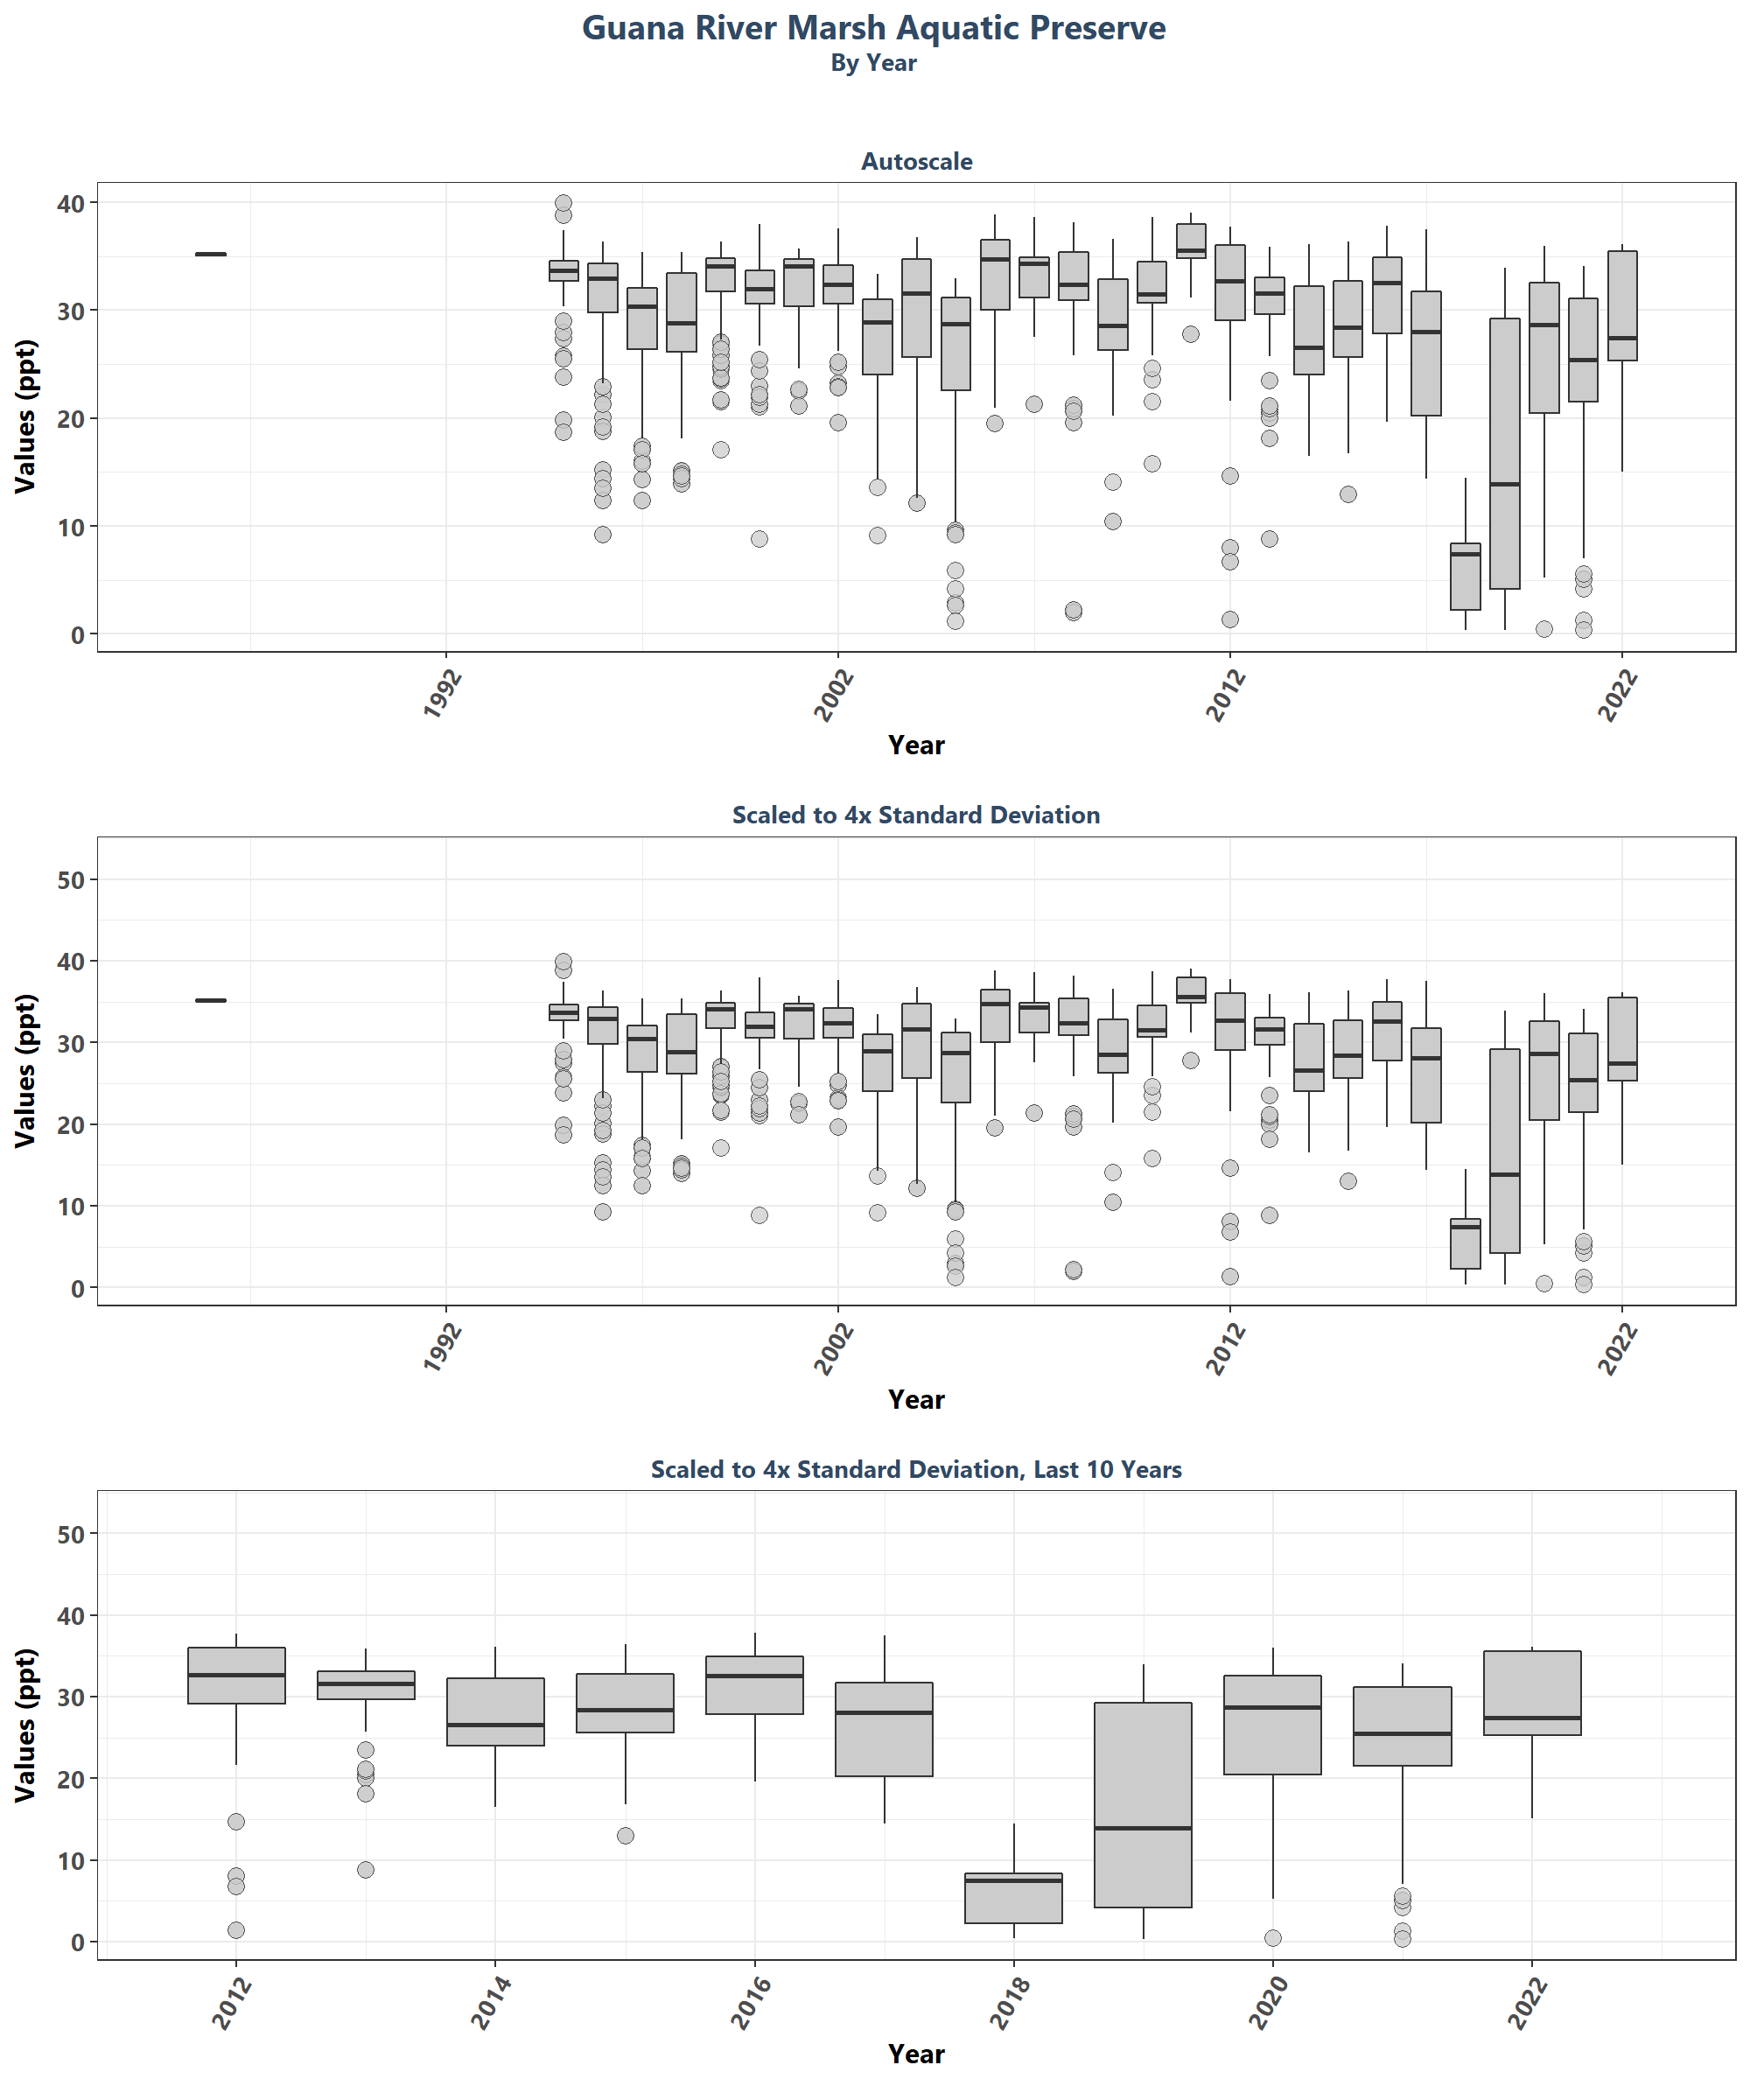 Guana River Marsh Aquatic Preserve
By Year
Autoscale
40
30
20
10
0
Values (ppt)
1992
2002
2012
2022
Year
Scaled to 4x Standard Deviation
50
40
30
20
10
0
Values (ppt)
1992
2002
2012
2022
Year
Scaled to 4x Standard Deviation, Last 10 Years
50
40
30
20
10
0
Values (ppt)
2012
2014
2016
2018
2020
2022
Year